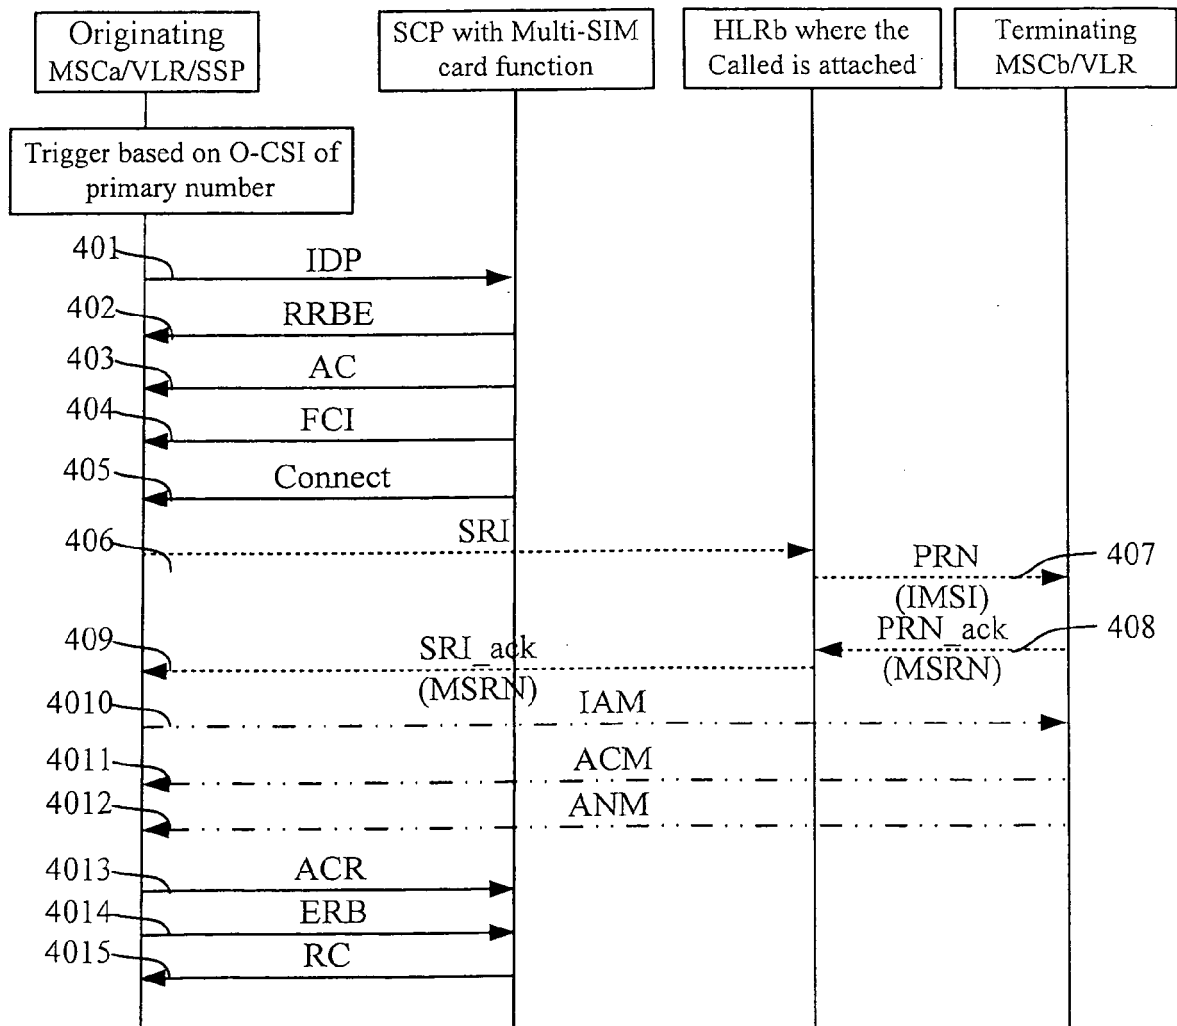 Originating
MSCa/VLR/SSP
SCP with Multi-SIM
card function
HLRb where the
Called is attached
Terminating
MSCb/VLR
Trigger based on O-CSI of
primary number
401
IDP
402
RRBE
403
AC
404
FCI
405
Connect
406
SRI
PRN
407
(IMSI)
PRN_ack
408
(MSRN)
409
SRI_ack
(MSRN)
4010
IAM
4011
ACM
4012
ANM
4013
ACR
4014
ERB
4015
RC